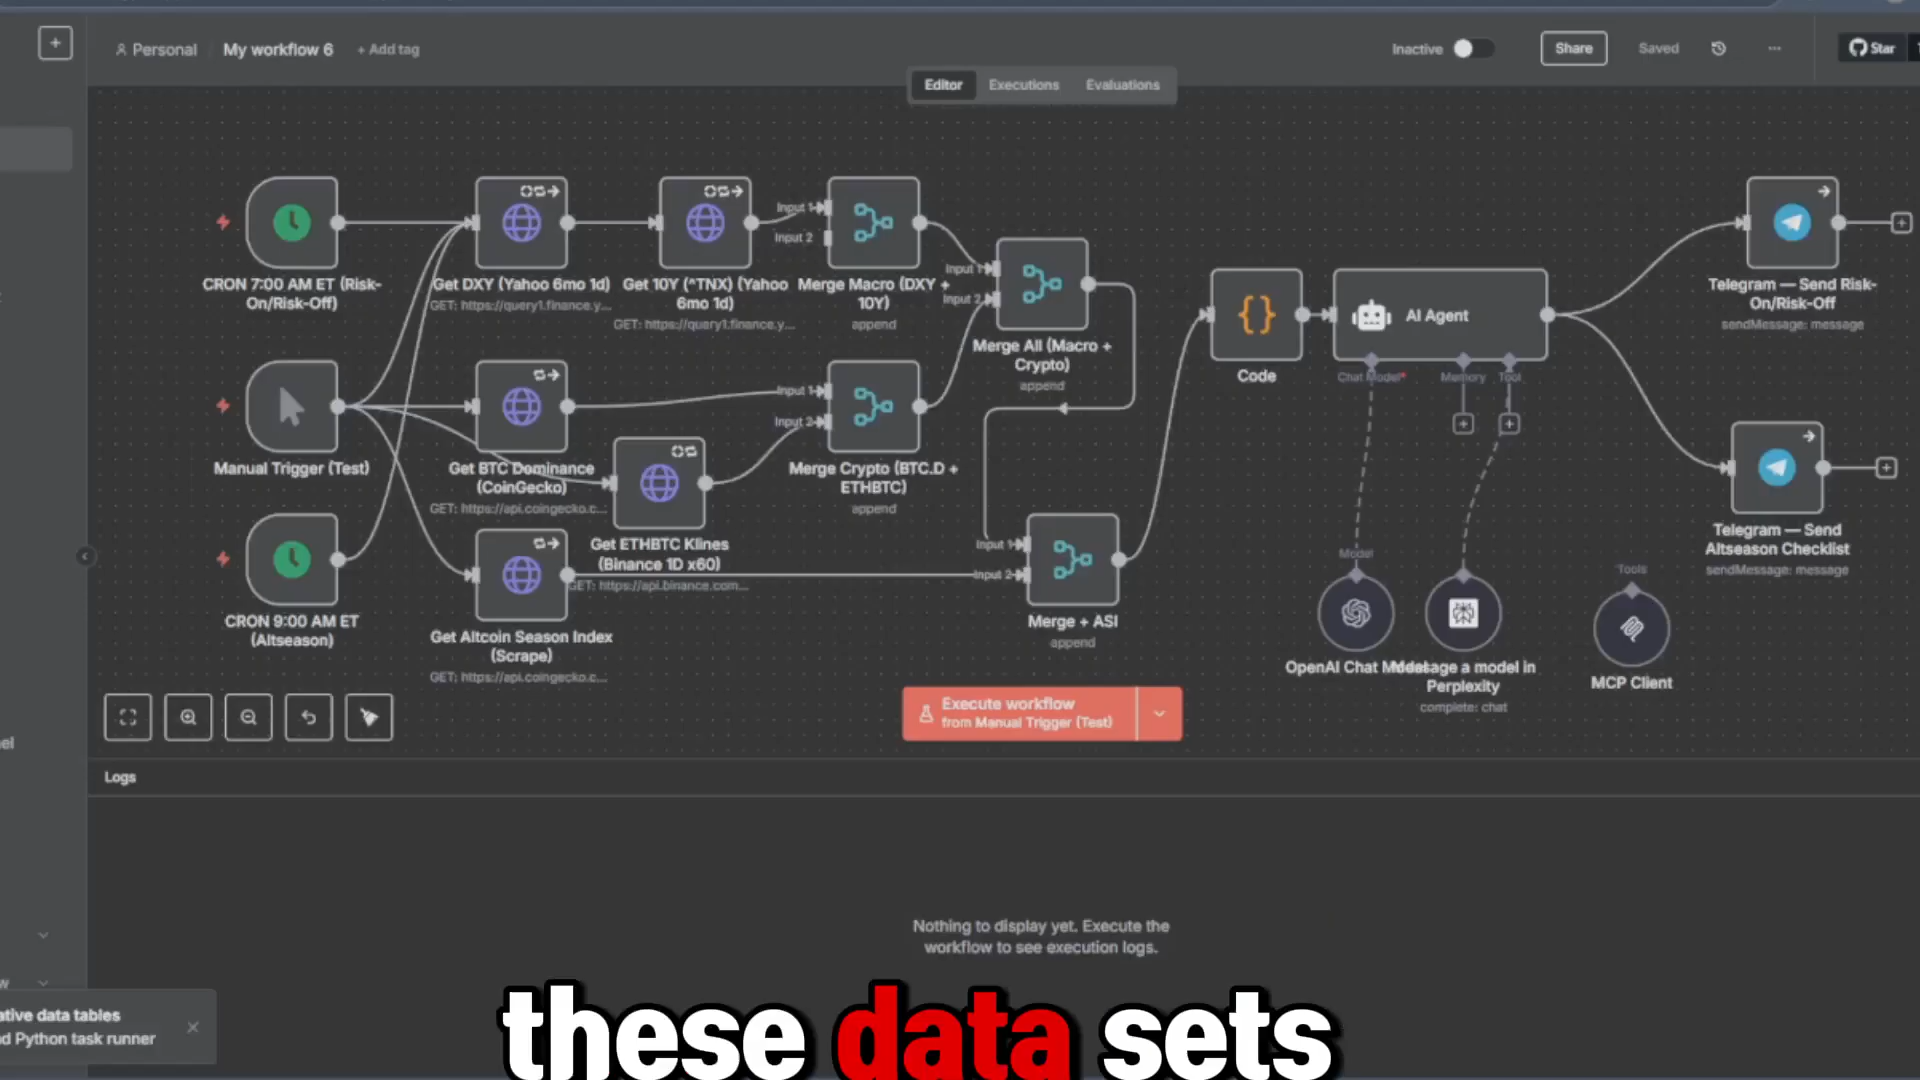 Personal
My workflow 6
+ Add tag
Inactive
Share
Saved
Star
Editor
Executions
Evaluations
CRON 7:00 AM ET (Risk-
On/Risk-Off)
Get DXY (Yahoo 6mo 1d)
GET: https://query1.finance.y...
Get 10Y (^TNX) (Yahoo
6mo 1d)
GET: https://query1.finance.y...
Input 1
Input 2
Merge Macro (DXY +
10Y)
append
Input 1
Input 2
Merge All (Macro +
Crypto)
append
Code
AI Agent
Chat Model*
Memory
Tool
Telegram — Send Risk-
On/Risk-Off
sendMessage: message
Manual Trigger (Test)
Get BTC Dominance
(CoinGecko)
GET: https://api.coingecko.c...
Input 1
Input 2
Merge Crypto (BTC.D +
ETHBTC)
append
Get ETHBTC Klines
(Binance 1D x60)
GET: https://api.binance.com...
Telegram — Send
Altseason Checklist
sendMessage: message
CRON 9:00 AM ET
(Altseason)
Get Altcoin Season Index
(Scrape)
GET: https://api.coingecko.c...
Input 1
Input 2
Merge + ASI
append
Model
OpenAI Chat Model
Message a model in
Perplexity
complete: chat
Tools
MCP Client
Execute workflow
from Manual Trigger (Test)
Logs
Nothing to display yet. Execute the
workflow to see execution logs.
data tables
Python task runner
these data sets